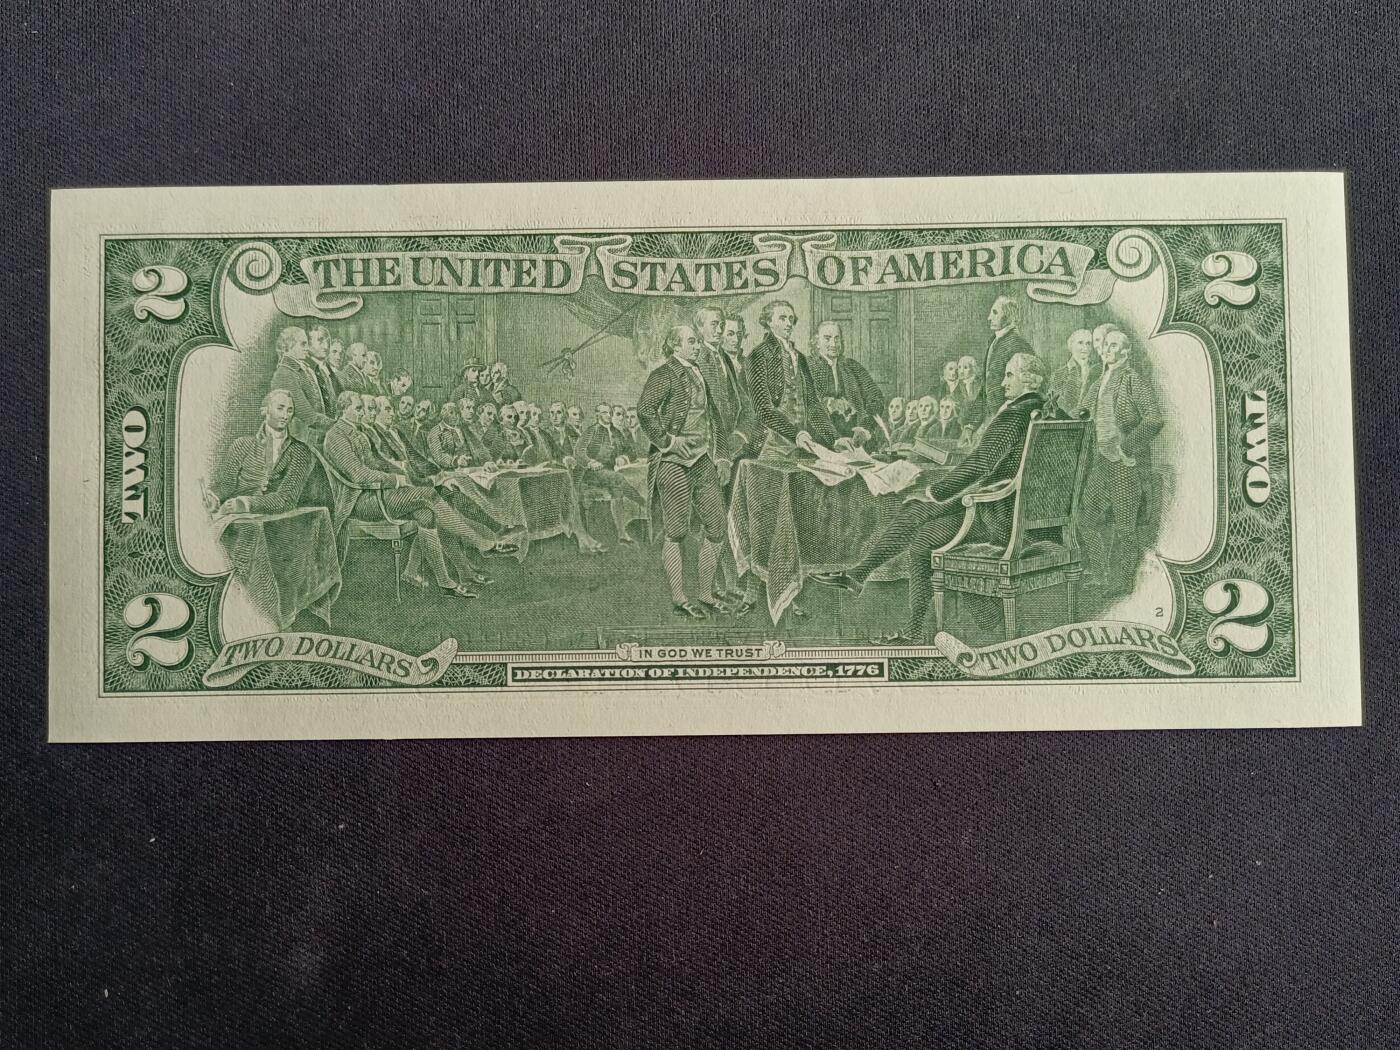 THE UNITED STATES OF AMERICA
2
2
TWO
TWO
2
2
2
TWO DOLLARS
TWO DOLLARS
IN GOD WE TRUST
DECLARATION OF INDEPENDENCE, 1776